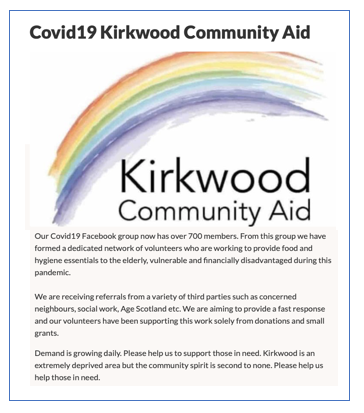 Covid19 Kirkwood Community Aid
Kirkwood
Community Aid
Our Covid19 Facebook group now has over 700 members. From this group we have
formed a dedicated network of volunteers who are working to provide food and
hygiene essentials to the elderly, vulnerable and financially disadvantaged during this
pandemic.
We are receiving referrals from a variety of third parties such as concerned
neighbours, social work, Age Scotland etc. We are aiming to provide a fast response
and our volunteers have been supporting this work solely from donations and small
grants.
Demand is growing daily. Please help us to support those in need. Kirkwood is an
extremely deprived area but the community spirit is second to none. Please help us
help those in need.